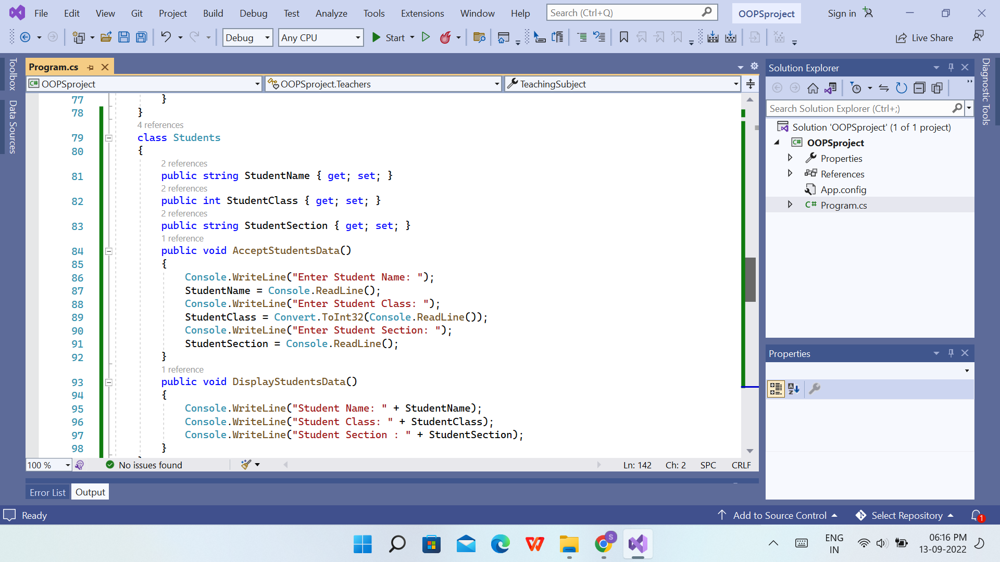 File Edit View Git Project Build Debug Test Analyze Tools Extensions Window Help Search (Ctrl+Q) OOPSproject Sign in
Debug Any CPU Start Live Share
Toolbox
Data Sources
Program.cs
OOPSproject OOPSproject.Teachers TeachingSubject
77 }
78 }
4 references
79 class Students
80 {
2 references
81 public string StudentName { get; set; }
2 references
82 public int StudentClass { get; set; }
2 references
83 public string StudentSection { get; set; }
1 reference
84 public void AcceptStudentsData()
85 {
86 Console.WriteLine("Enter Student Name: ");
87 StudentName = Console.ReadLine();
88 Console.WriteLine("Enter Student Class: ");
89 StudentClass = Convert.ToInt32(Console.ReadLine());
90 Console.WriteLine("Enter Student Section: ");
91 StudentSection = Console.ReadLine();
92 }
1 reference
93 public void DisplayStudentsData()
94 {
95 Console.WriteLine("Student Name: " + StudentName);
96 Console.WriteLine("Student Class: " + StudentClass);
97 Console.WriteLine("Student Section : " + StudentSection);
98 }
100 % No issues found Ln: 142 Ch: 2 SPC CRLF
Error List Output
Solution Explorer
Search Solution Explorer (Ctrl+;)
Solution 'OOPSproject' (1 of 1 project)
C# OOPSproject
Properties
References
App.config
C# Program.cs
Properties
Diagnostic Tools
Ready Add to Source Control Select Repository 1
S
W
ENG
IN
06:16 PM
13-09-2022